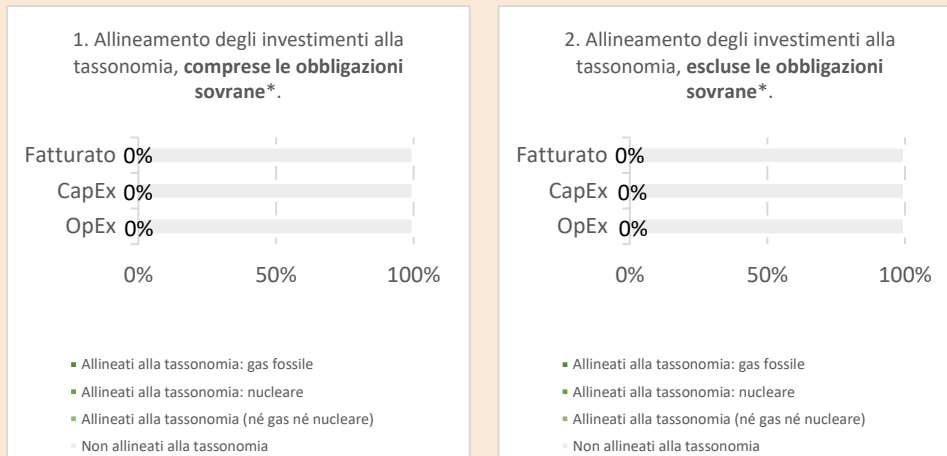 1. Allineamento degli investimenti alla
tassonomia, comprese le obbligazioni
sovrane*.
Fatturato 0%
CapEx 0%
OpEx 0%
0% 50% 100%
▪ Allineati alla tassonomia: gas fossile
▪ Allineati alla tassonomia: nucleare
▪ Allineati alla tassonomia (né gas né nucleare)
▪ Non allineati alla tassonomia
2. Allineamento degli investimenti alla
tassonomia, escluse le obbligazioni
sovrane*.
Fatturato 0%
CapEx 0%
OpEx 0%
0% 50% 100%
▪ Allineati alla tassonomia: gas fossile
▪ Allineati alla tassonomia: nucleare
▪ Allineati alla tassonomia (né gas né nucleare)
▪ Non allineati alla tassonomia